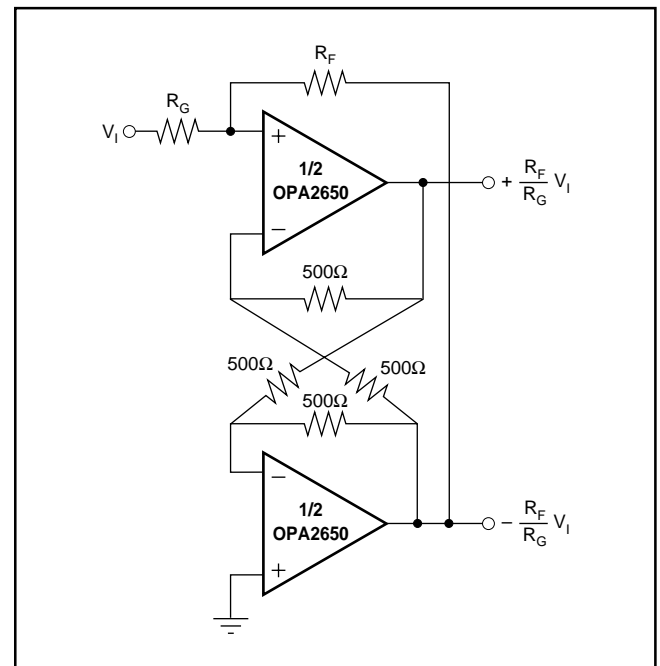 R_F
R_G
V_I
+
1/2
OPA2650
−
+ R_F/R_G V_I
500Ω
500Ω
500Ω
500Ω
−
1/2
OPA2650
+
− R_F/R_G V_I